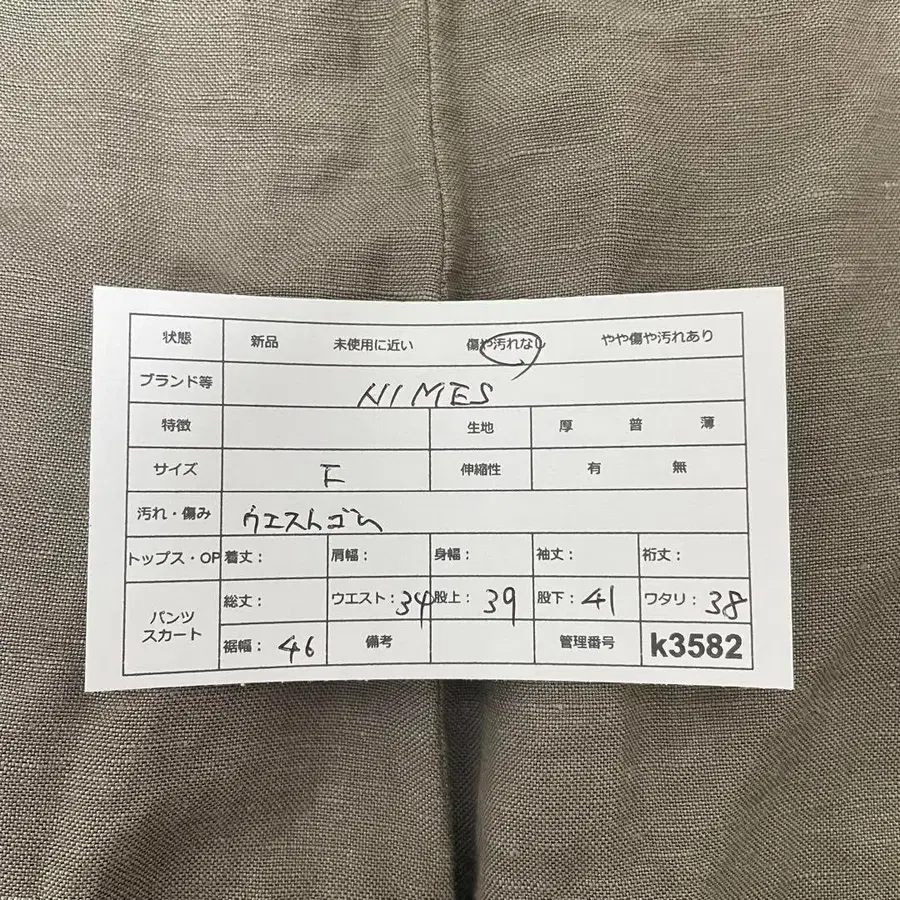 状態 新品 未使用に近い 傷や汚れなし やや傷や汚れあり
ブランド等 NIMES
特徴 生地 厚 普 薄
サイズ F 伸縮性 有 無
汚れ・傷み ウエストゴム
トップス・OP 着丈: 肩幅: 身幅: 袖丈: 裄丈:
パンツ スカート 総丈: ウエスト:34 股上:39 股下:41 ワタリ:38
裾幅:46 備考 管理番号 k3582